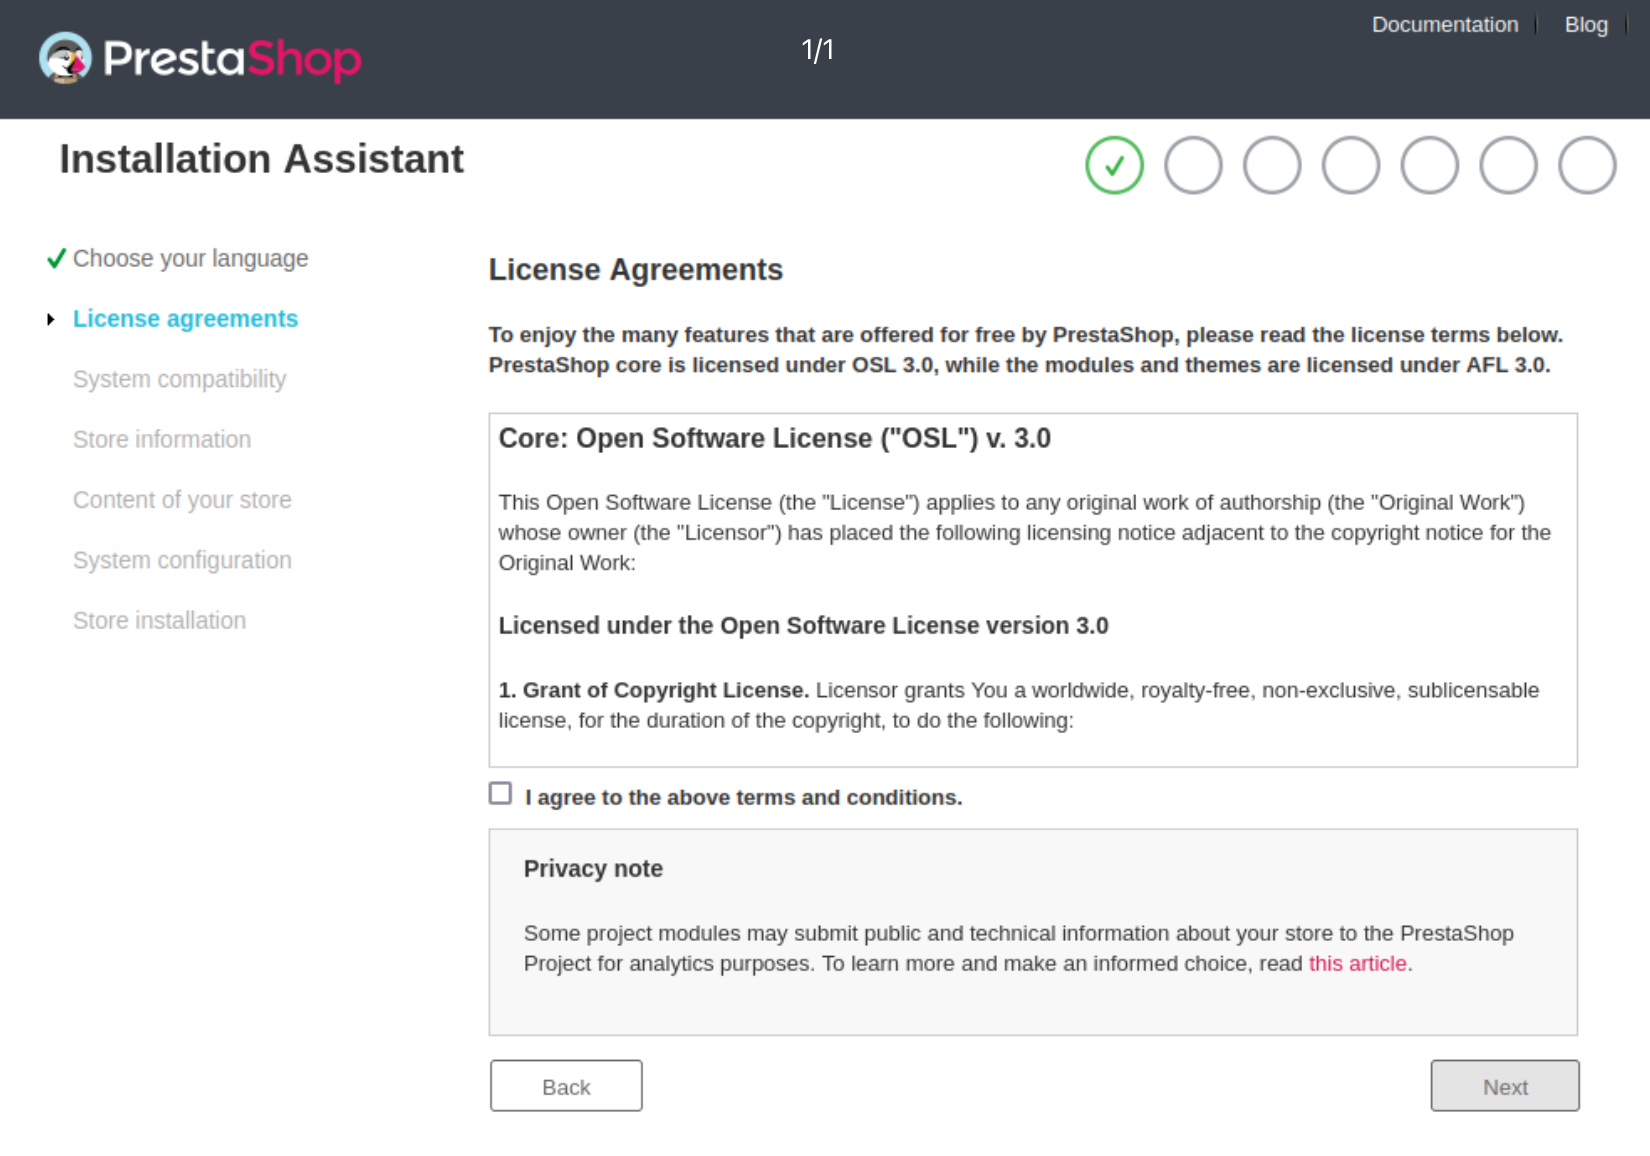 Documentation
Blog
PrestaShop
1/1
Installation Assistant
Choose your language
License agreements
System compatibility
Store information
Content of your store
System configuration
Store installation
License Agreements
To enjoy the many features that are offered for free by PrestaShop, please read the license terms below.
PrestaShop core is licensed under OSL 3.0, while the modules and themes are licensed under AFL 3.0.
Core: Open Software License ("OSL") v. 3.0
This Open Software License (the "License") applies to any original work of authorship (the "Original Work")
whose owner (the "Licensor") has placed the following licensing notice adjacent to the copyright notice for the
Original Work:
Licensed under the Open Software License version 3.0
1. Grant of Copyright License. Licensor grants You a worldwide, royalty-free, non-exclusive, sublicensable
license, for the duration of the copyright, to do the following:
I agree to the above terms and conditions.
Privacy note
Some project modules may submit public and technical information about your store to the PrestaShop
Project for analytics purposes. To learn more and make an informed choice, read this article.
Back
Next